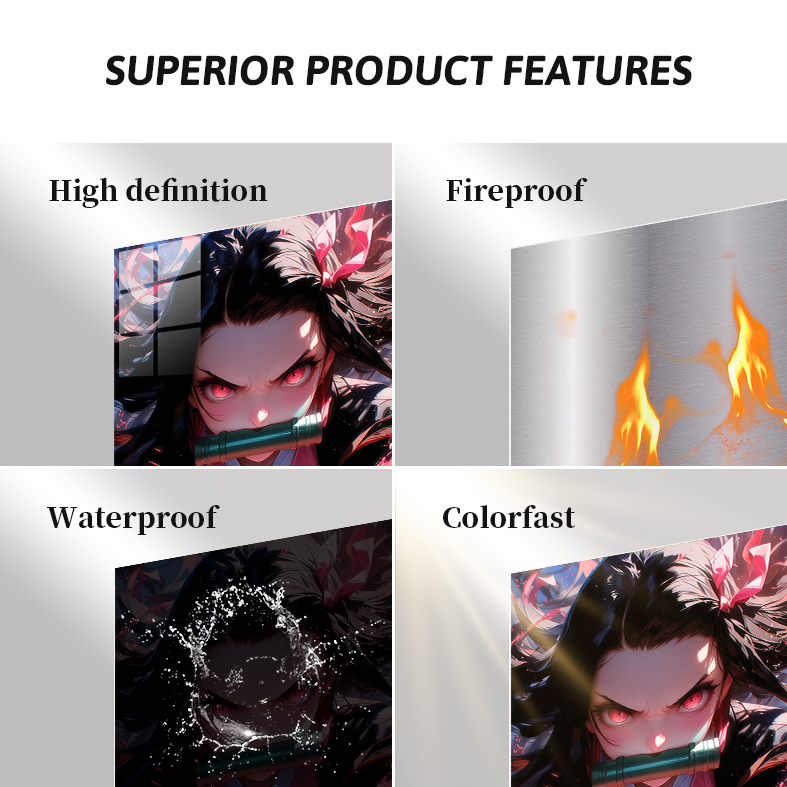 SUPERIOR PRODUCT FEATURES
High definition
Fireproof
Waterproof
Colorfast